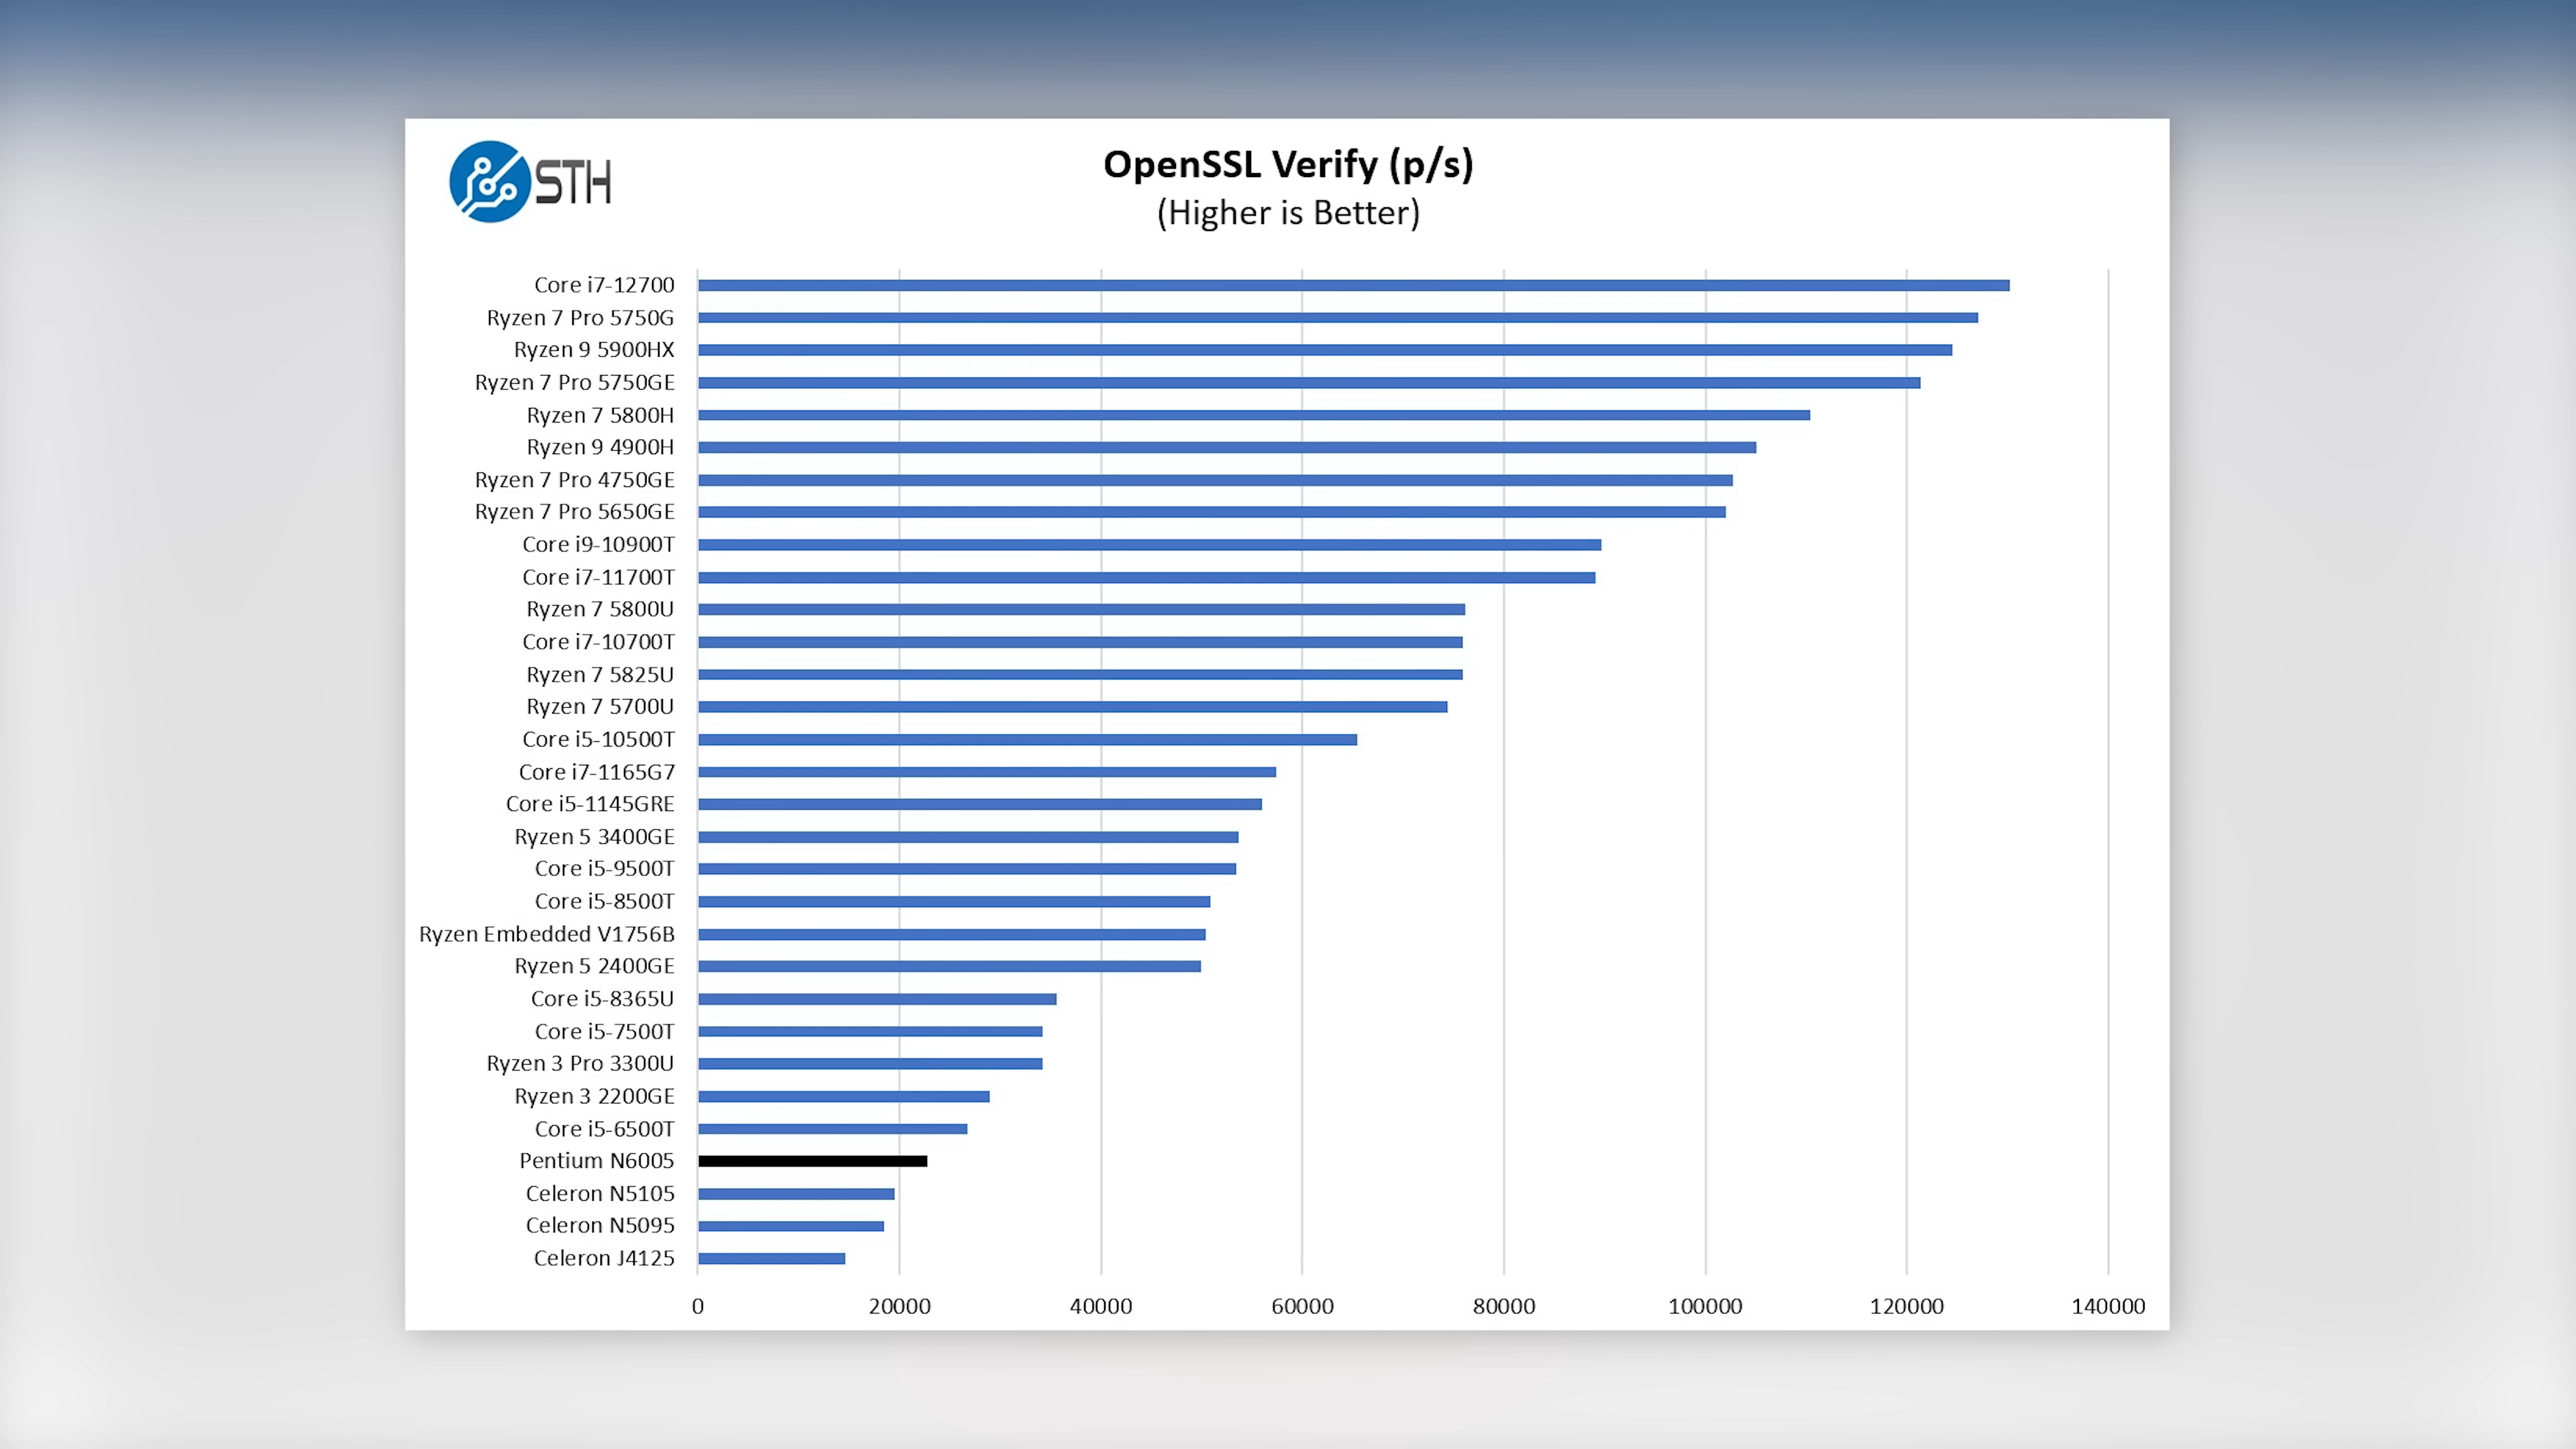 STH
OpenSSL Verify (p/s)
(Higher is Better)
Core i7-12700
Ryzen 7 Pro 5750G
Ryzen 9 5900HX
Ryzen 7 Pro 5750GE
Ryzen 7 5800H
Ryzen 9 4900H
Ryzen 7 Pro 4750GE
Ryzen 7 Pro 5650GE
Core i9-10900T
Core i7-11700T
Ryzen 7 5800U
Core i7-10700T
Ryzen 7 5825U
Ryzen 7 5700U
Core i5-10500T
Core i7-1165G7
Core i5-1145GRE
Ryzen 5 3400GE
Core i5-9500T
Core i5-8500T
Ryzen Embedded V1756B
Ryzen 5 2400GE
Core i5-8365U
Core i5-7500T
Ryzen 3 Pro 3300U
Ryzen 3 2200GE
Core i5-6500T
Pentium N6005
Celeron N5105
Celeron N5095
Celeron J4125
0 20000 40000 60000 80000 100000 120000 140000